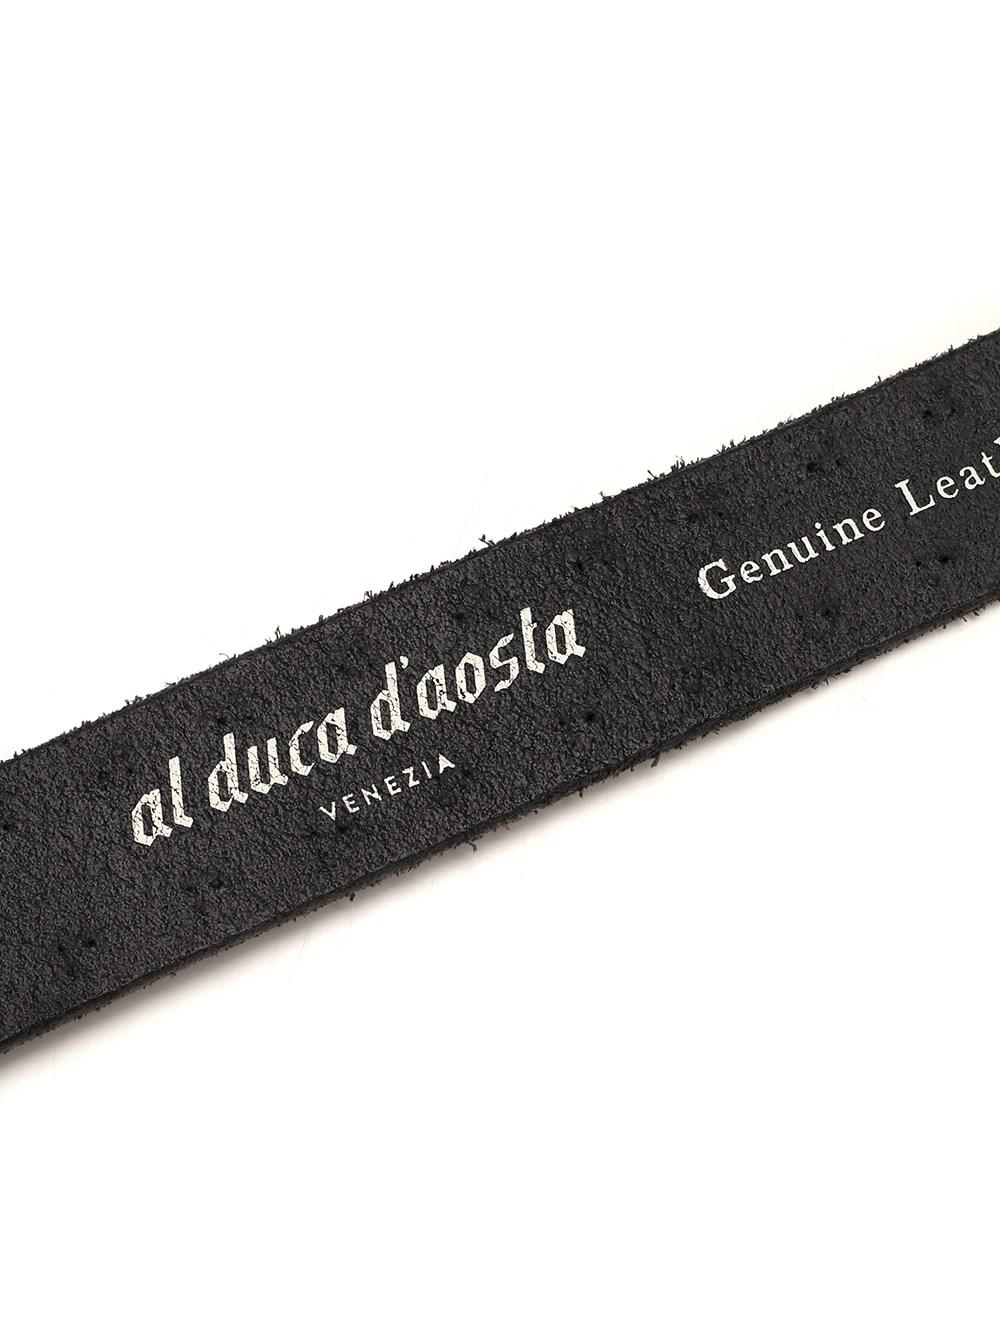 al duca d'aosta
VENEZIA
Genuine Leat